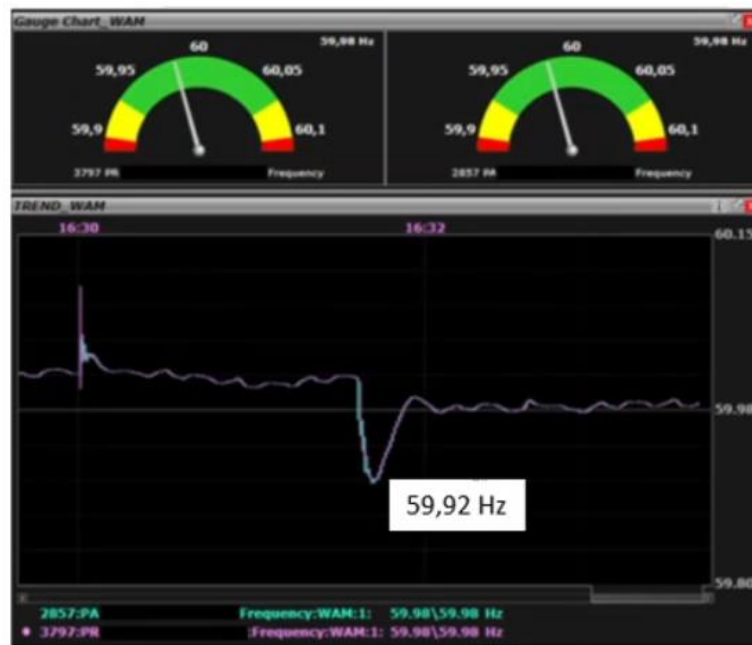 Gauge Chart_WAM
59,98 Hz
60
59,95
60,05
59,9
60,1
3797 PR
Frequency
59,98 Hz
60
59,95
60,05
59,9
60,1
2857 PA
Frequency
TREND_WAM
16:30
16:32
60.15
59.98
59,92 Hz
59.80
2857:PA Frequency:WAM:1: 59.98\59.98 Hz
3797:PR :Frequency:WAM:1: 59.98\59.98 Hz